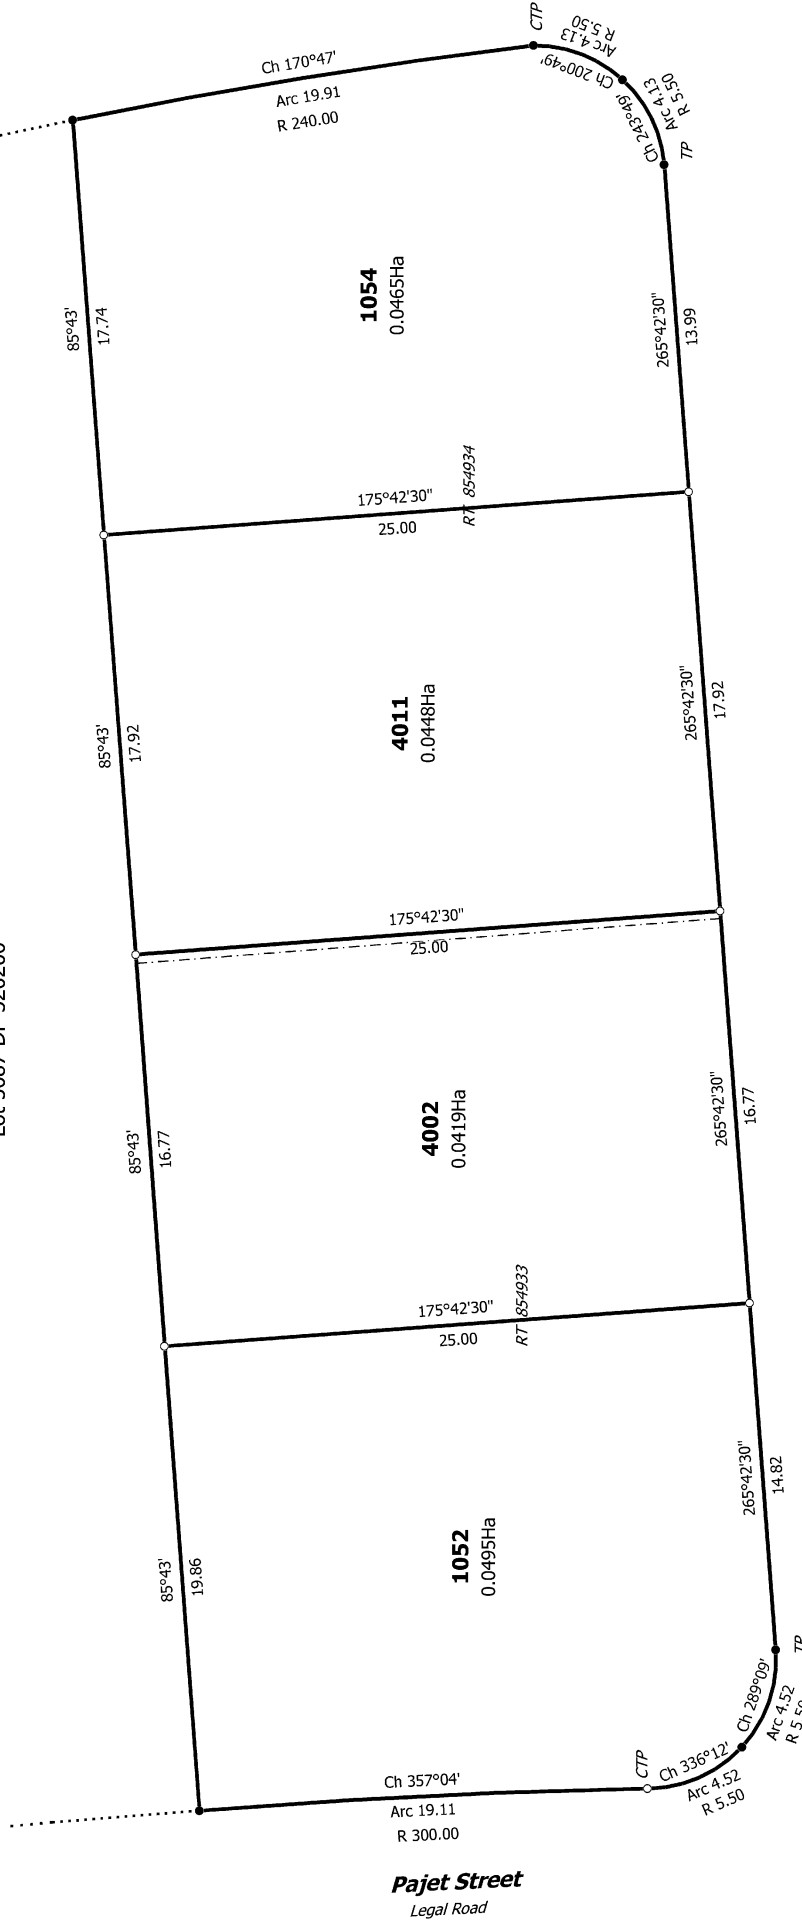 CTP
Arc 4.13
R 5.50
Ch 200°49'
Ch 170°47'
Arc 19.91
R 240.00
Arc 4.13
R 5.50
Ch 243°49'
TP
85°43'
17.74
1054
0.0465Ha
265°42'30"
13.99
RT 854934
175°42'30"
25.00
85°43'
17.92
4011
0.0448Ha
265°42'30"
17.92
175°42'30"
25.00
85°43'
16.77
4002
0.0419Ha
265°42'30"
16.77
RT 854933
175°42'30"
25.00
85°43'
19.86
1052
0.0495Ha
265°42'30"
14.82
TP
Ch 289°09'
Arc 4.52
R 5.50
CTP
Ch 336°12'
Arc 4.52
R 5.50
Ch 357°04'
Arc 19.11
R 300.00
Pajet Street
Legal Road